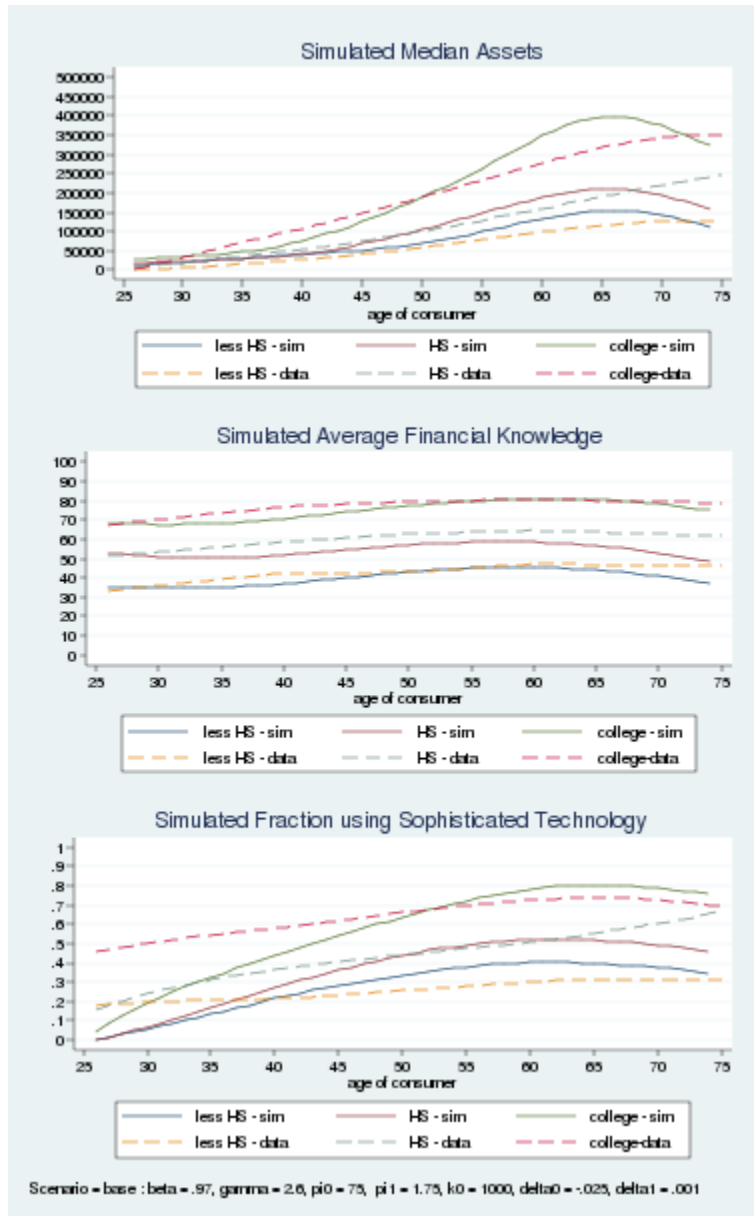 Simulated Median Assets
500000
450000
400000
350000
300000
250000
200000
150000
100000
50000
0
25 30 35 40 45 50 55 60 65 70 75
age of consumer
less HS - sim HS - sim college - sim
less HS - data HS - data college-data
Simulated Average Financial Knowledge
100
90
80
70
60
50
40
30
20
10
0
25 30 35 40 45 50 55 60 65 70 75
age of consumer
less HS - sim HS - sim college - sim
less HS - data HS - data college-data
Simulated Fraction using Sophisticated Technology
1
.9
.8
.7
.6
.5
.4
.3
.2
.1
0
25 30 35 40 45 50 55 60 65 70 75
age of consumer
less HS - sim HS - sim college - sim
less HS - data HS - data college-data
Scenario = base : beta = .97, gamma = 2.6, pi0 = 75, pi1 = 1.75, k0 = 1000, delta0 = -.025, delta1 = .001